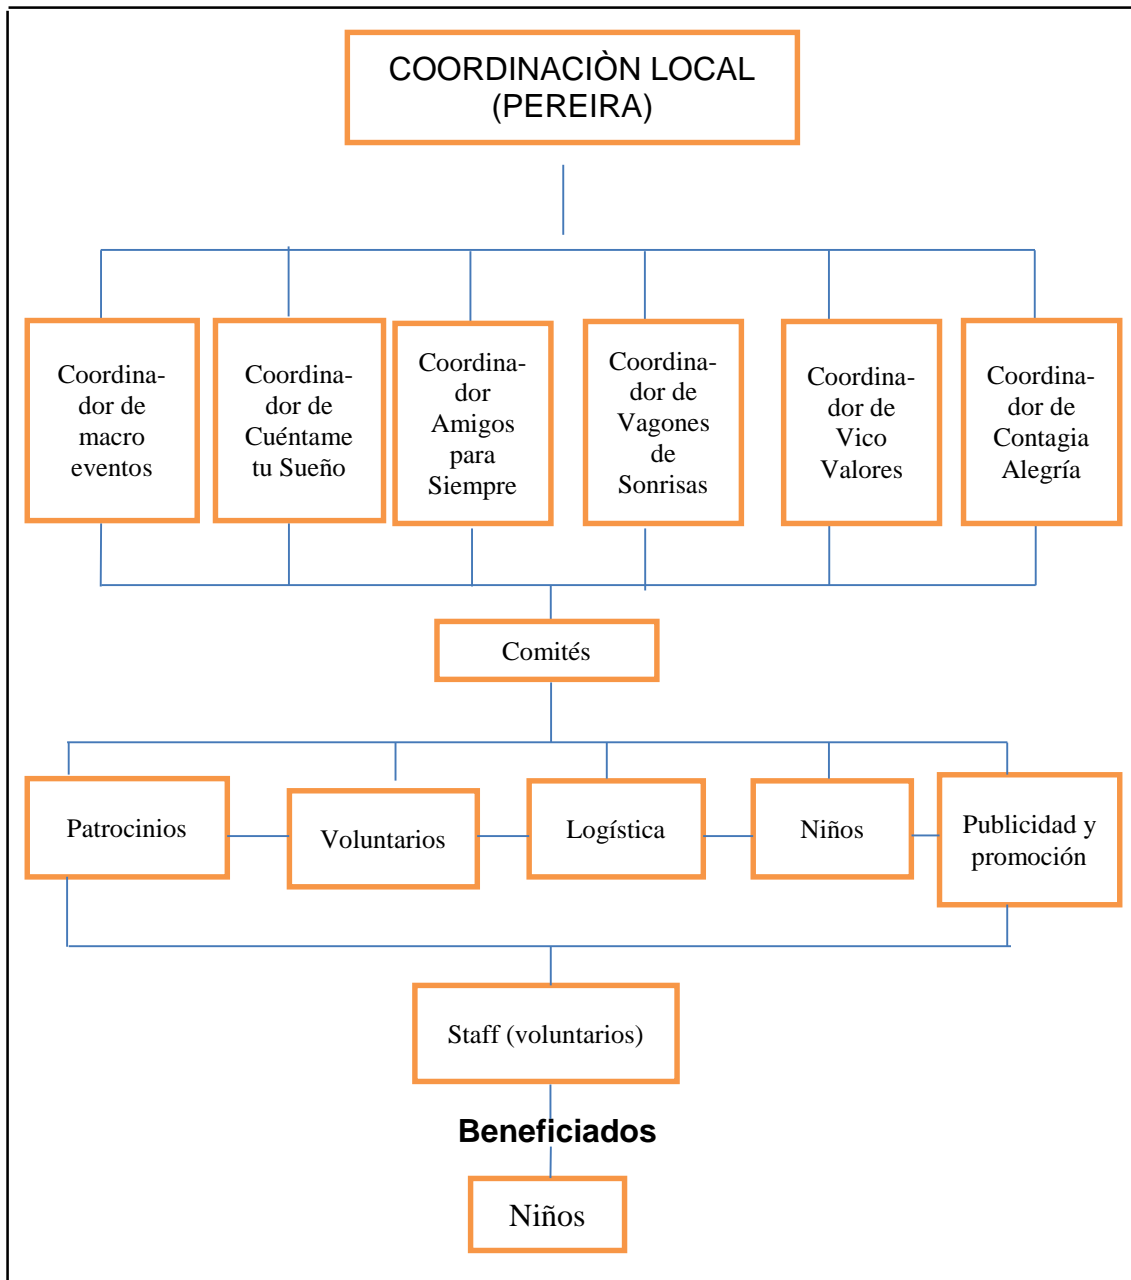 COORDINACIÒN LOCAL
(PEREIRA)
Coordina-
dor de
macro
eventos
Coordina-
dor de
Cuéntame
tu Sueño
Coordina-
dor
Amigos
para
Siempre
Coordina-
dor de
Vagones
de
Sonrisas
Coordina-
dor de
Vico
Valores
Coordina-
dor de
Contagia
Alegría
Comités
Patrocinios
Voluntarios
Logística
Niños
Publicidad y
promoción
Staff (voluntarios)
Beneficiados
Niños